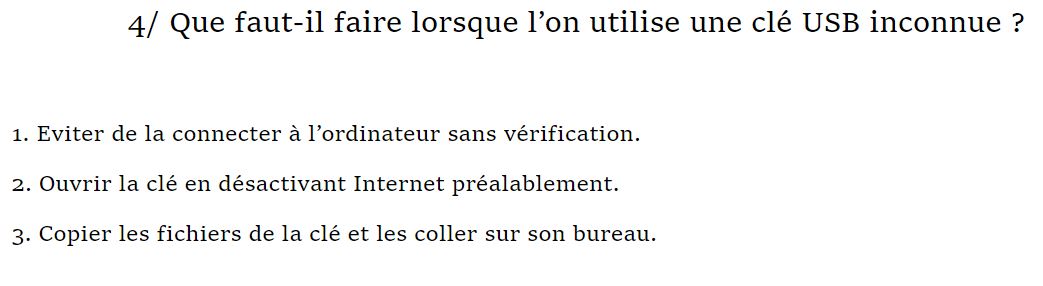 4/ Que faut-il faire lorsque l’on utilise une clé USB inconnue ?
1. Eviter de la connecter à l’ordinateur sans vérification.
2. Ouvrir la clé en désactivant Internet préalablement.
3. Copier les fichiers de la clé et les coller sur son bureau.